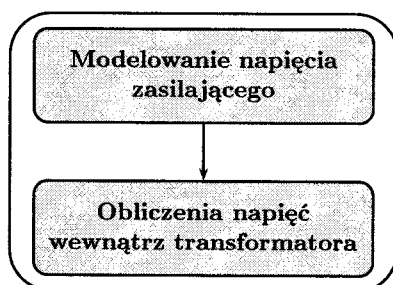 Modelowanie napięcia
zasilającego
Obliczenia napięć
wewnątrz transformatora